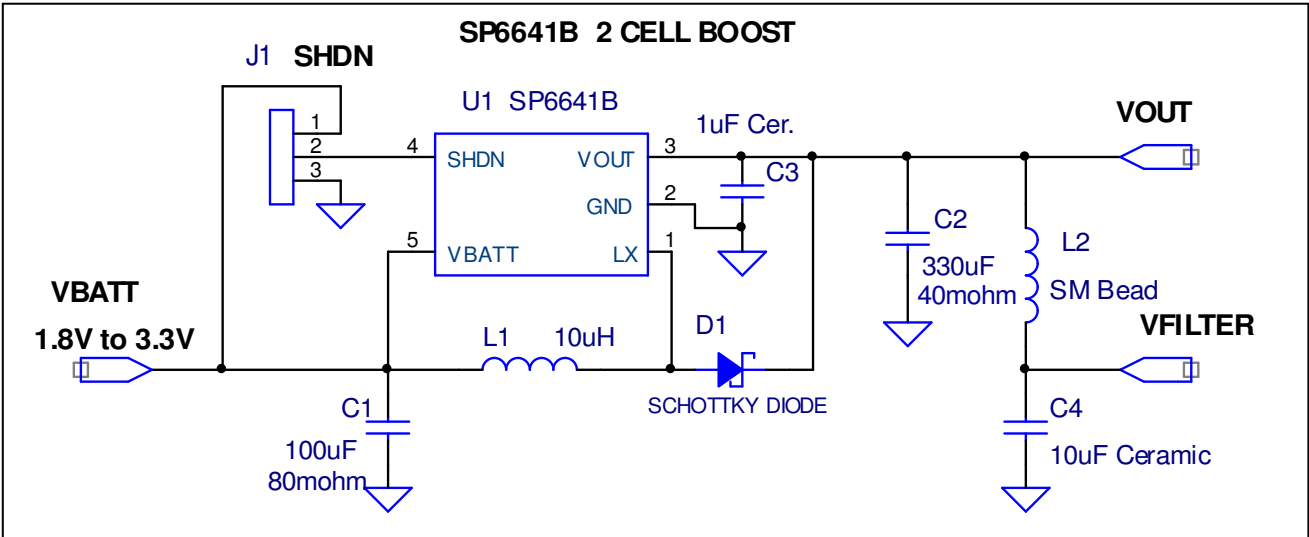 SP6641B 2 CELL BOOST
J1 SHDN
U1 SP6641B
1uF Cer.
VOUT
1
2
3
4
SHDN
VOUT
3
C3
GND
2
5
VBATT
LX
1
C2
330uF
40mohm
L2
SM Bead
VBATT
1.8V to 3.3V
L1
10uH
D1
SCHOTTKY DIODE
VFILTER
C1
100uF
80mohm
C4
10uF Ceramic